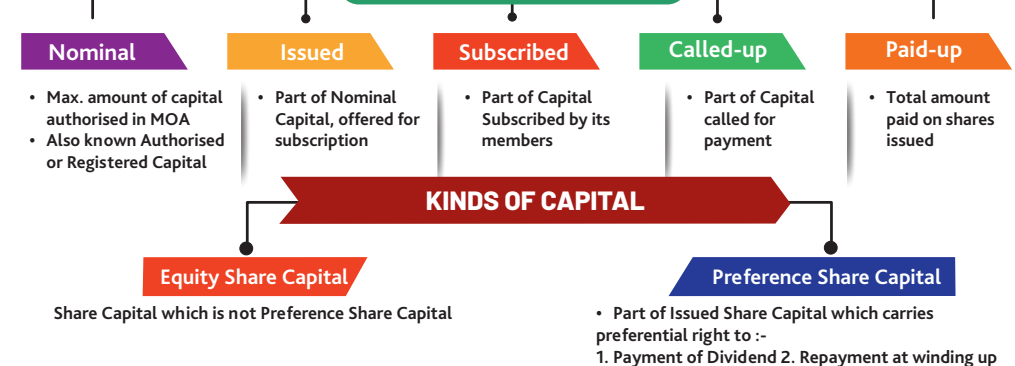 Nominal
• Max. amount of capital
authorised in MOA
• Also known Authorised
or Registered Capital
Issued
• Part of Nominal
Capital, offered for
subscription
Subscribed
• Part of Capital
Subscribed by its
members
Called-up
• Part of Capital
called for
payment
Paid-up
• Total amount
paid on shares
issued
KINDS OF CAPITAL
Equity Share Capital
Share Capital which is not Preference Share Capital
Preference Share Capital
• Part of Issued Share Capital which carries
preferential right to :-
1. Payment of Dividend 2. Repayment at winding up